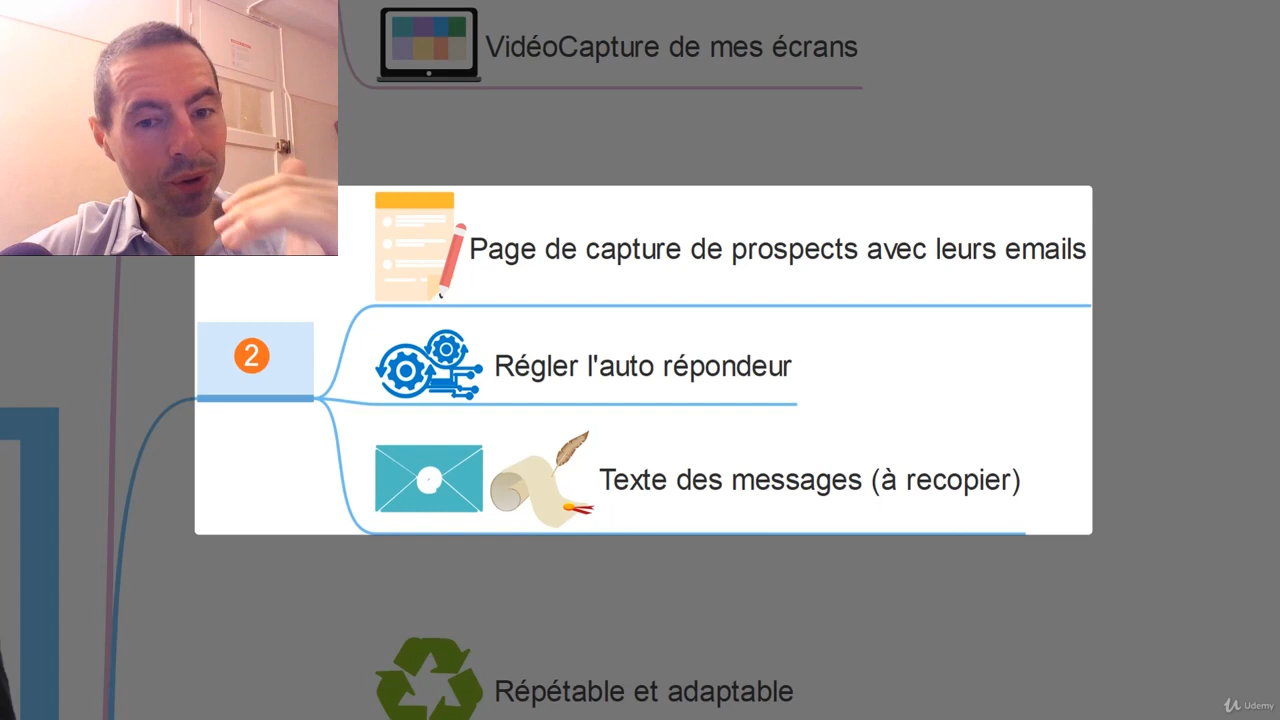 VidéoCapture de mes écrans
Page de capture de prospects avec leurs emails
2
Régler l'auto répondeur
Texte des messages (à recopier)
Répétable et adaptable
Udemy